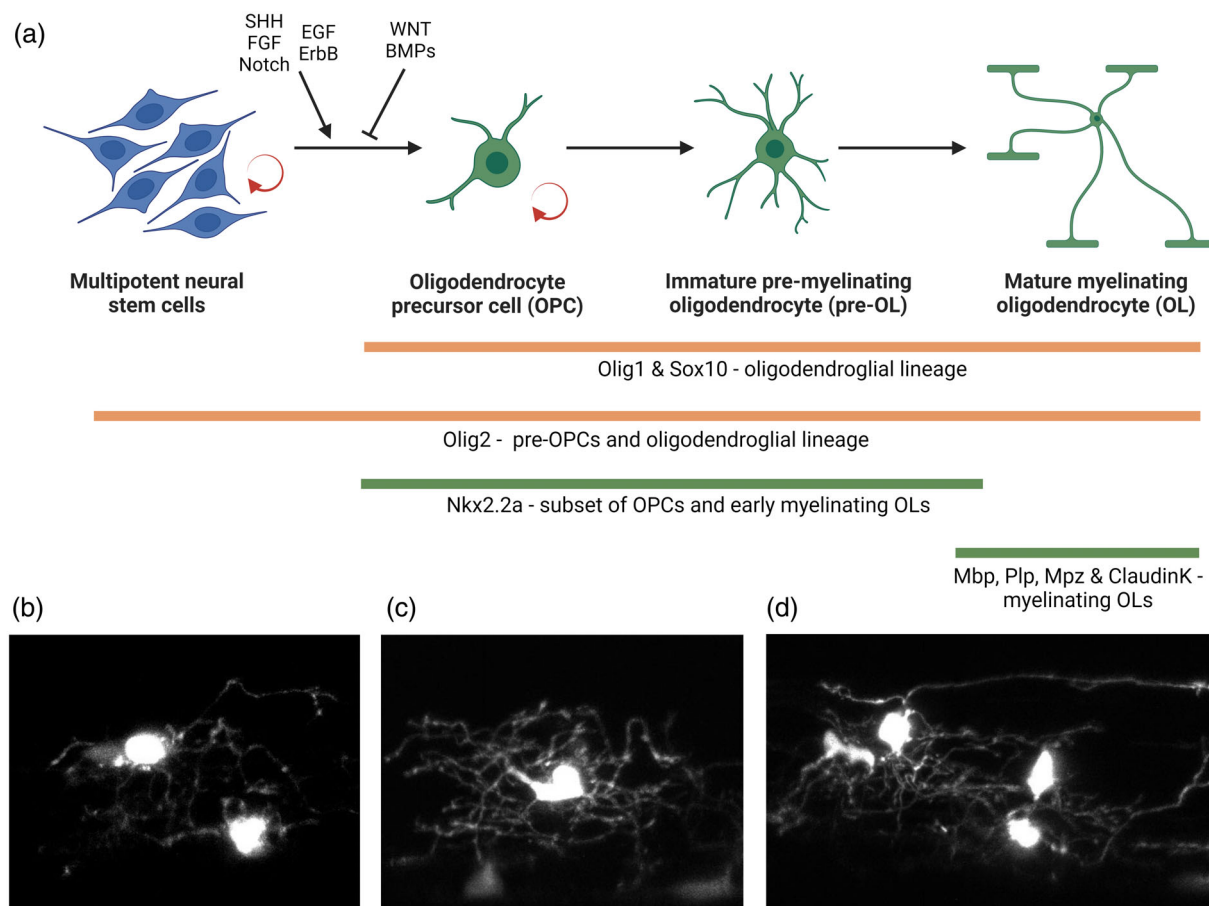 (a)
SHH
FGF
Notch
EGF
ErbB
WNT
BMPs
Multipotent neural
stem cells
Oligodendrocyte
precursor cell (OPC)
Immature pre-myelinating
oligodendrocyte (pre-OL)
Mature myelinating
oligodendrocyte (OL)
Olig1 & Sox10 - oligodendroglial lineage
Olig2 - pre-OPCs and oligodendroglial lineage
Nkx2.2a - subset of OPCs and early myelinating OLs
Mbp, Plp, Mpz & ClaudinK -
myelinating OLs
(b)
(c)
(d)